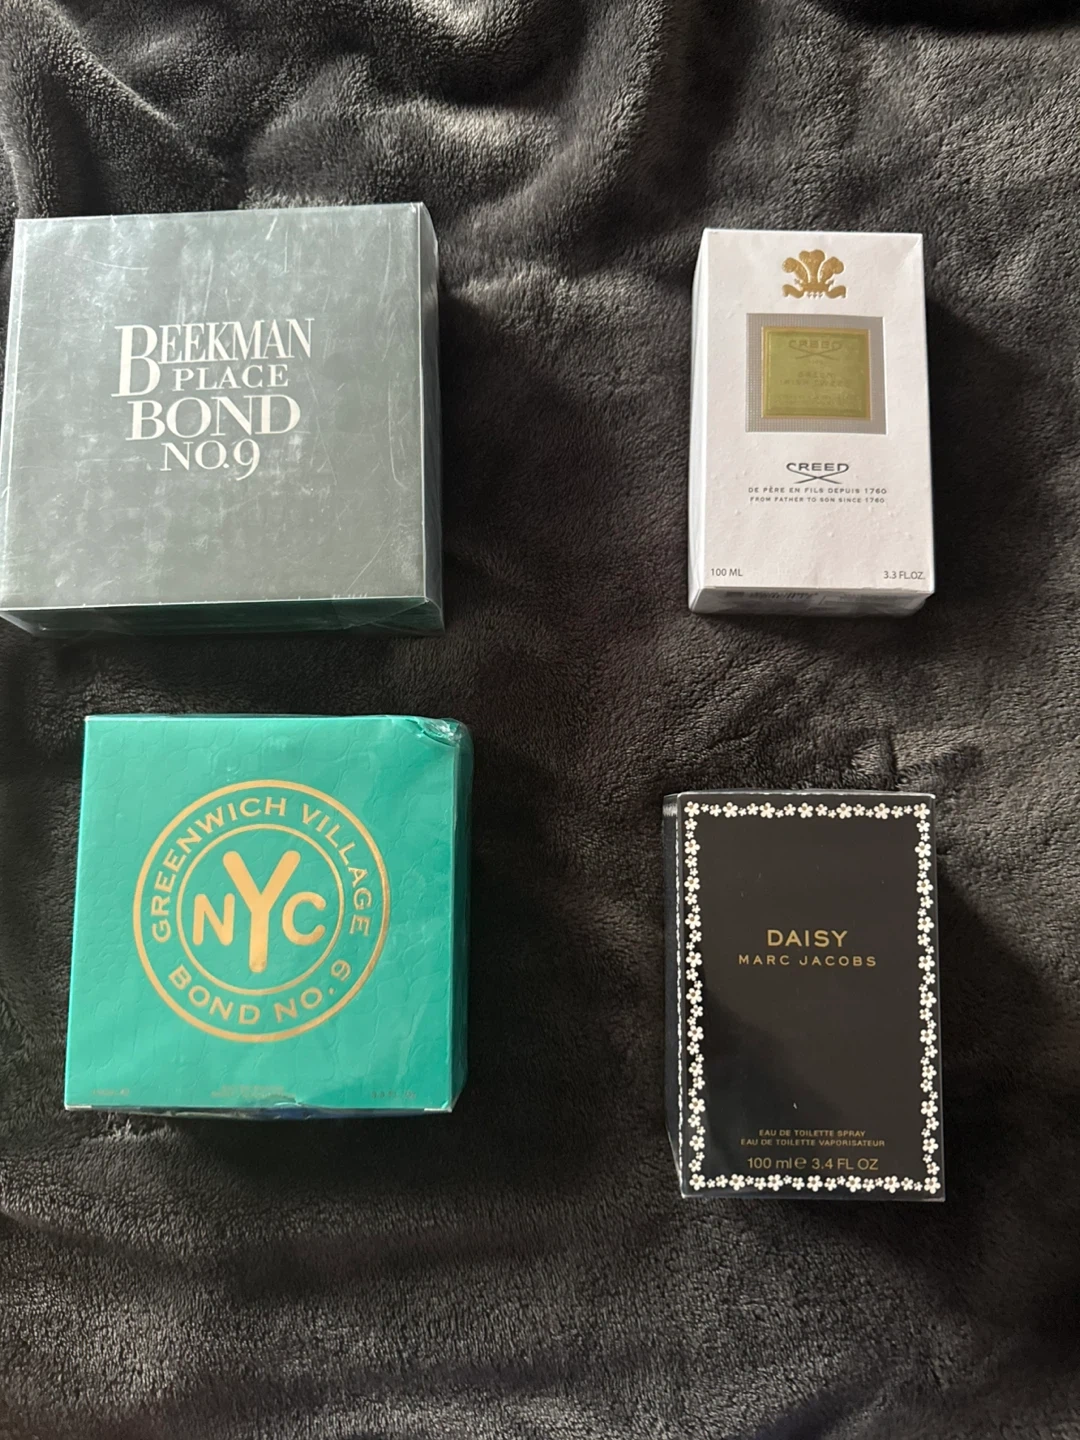 BEEKMAN
PLACE
BOND
NO.9
CREED
CREED
DE PÈRE EN FILS DEPUIS 1760
FROM FATHER TO SON SINCE 1760
100 ML 3.3 FL.OZ.
GREENWICH VILLAGE
NYC
BOND NO. 9
DAISY
MARC JACOBS
EAU DE TOILETTE SPRAY
EAU DE TOILETTE VAPORISATEUR
100 ml e 3.4 FL OZ